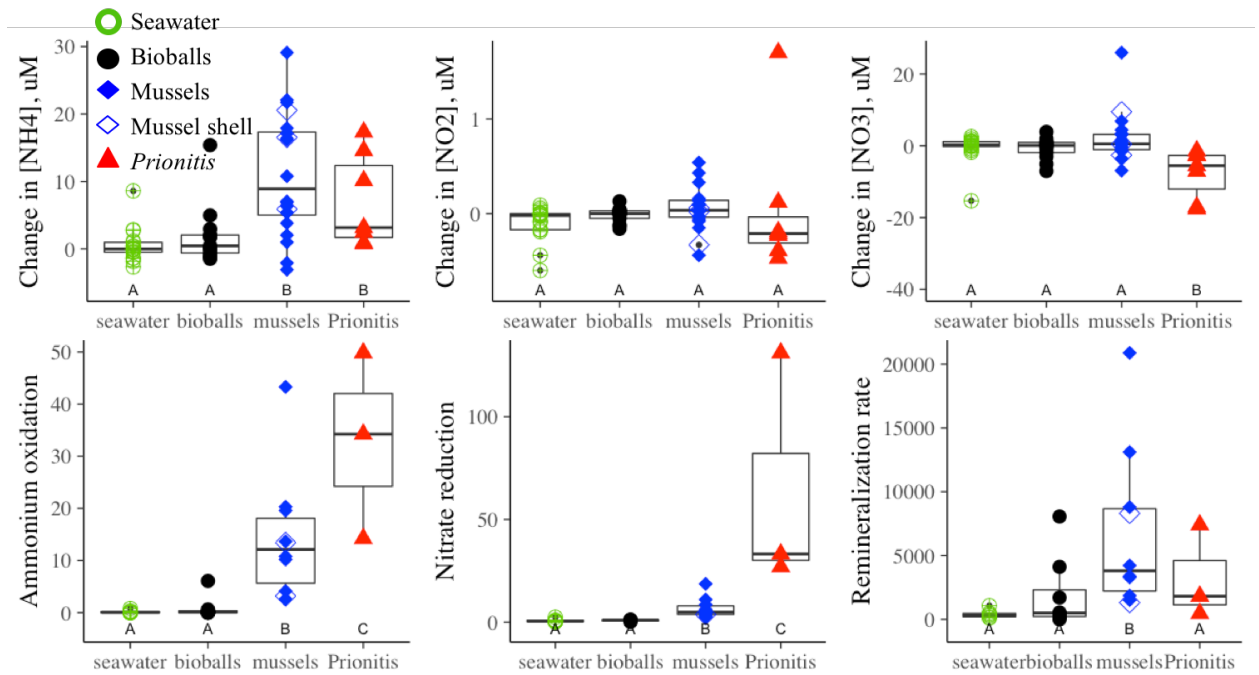 Seawater
Bioballs
Mussels
Mussel shell
Prionitis
Change in [NH4], uM
30
20
10
0
A A B B
seawater bioballs mussels Prionitis
Change in [NO2], uM
1
0
A A A A
seawater bioballs mussels Prionitis
Change in [NO3], uM
20
0
-20
-40
A A A B
seawater bioballs mussels Prionitis
Ammonium oxidation
50
40
30
20
10
0
A A B C
seawater bioballs mussels Prionitis
Nitrate reduction
100
50
0
A A B C
seawater bioballs mussels Prionitis
Remineralization rate
20000
15000
10000
5000
0
A A B A
seawater bioballs mussels Prionitis